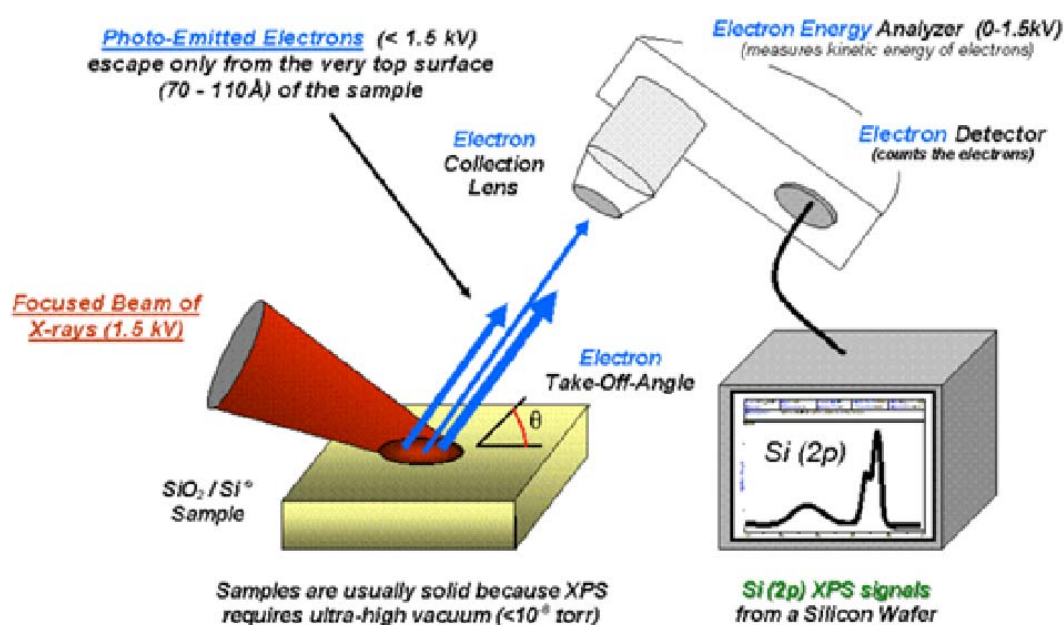 Photo-Emitted Electrons (< 1.5 kV)
escape only from the very top surface
(70 - 110Å) of the sample
Electron Energy Analyzer (0-1.5kV)
(measures kinetic energy of electrons)
Electron
Collection
Lens
Electron Detector
(counts the electrons)
Focused Beam of
X-rays (1.5 kV)
Electron
Take-Off-Angle
θ
Si (2p)
SiO₂ / Si°
Sample
Samples are usually solid because XPS
requires ultra-high vacuum (<10⁻⁸ torr)
Si (2p) XPS signals
from a Silicon Wafer